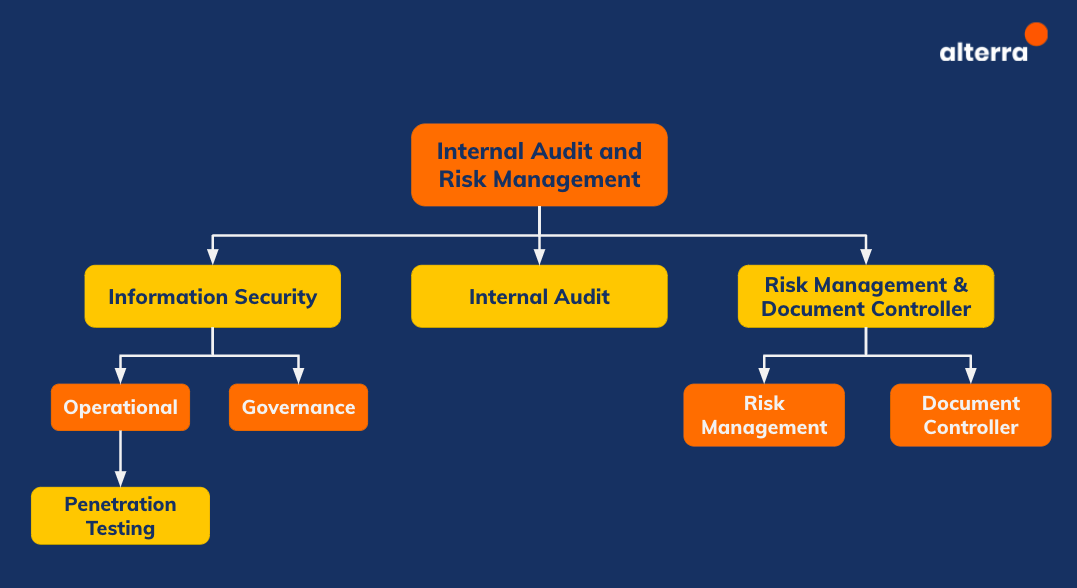 alterra
Internal Audit and
Risk Management
Information Security
Internal Audit
Risk Management &
Document Controller
Operational
Governance
Risk
Management
Document
Controller
Penetration
Testing